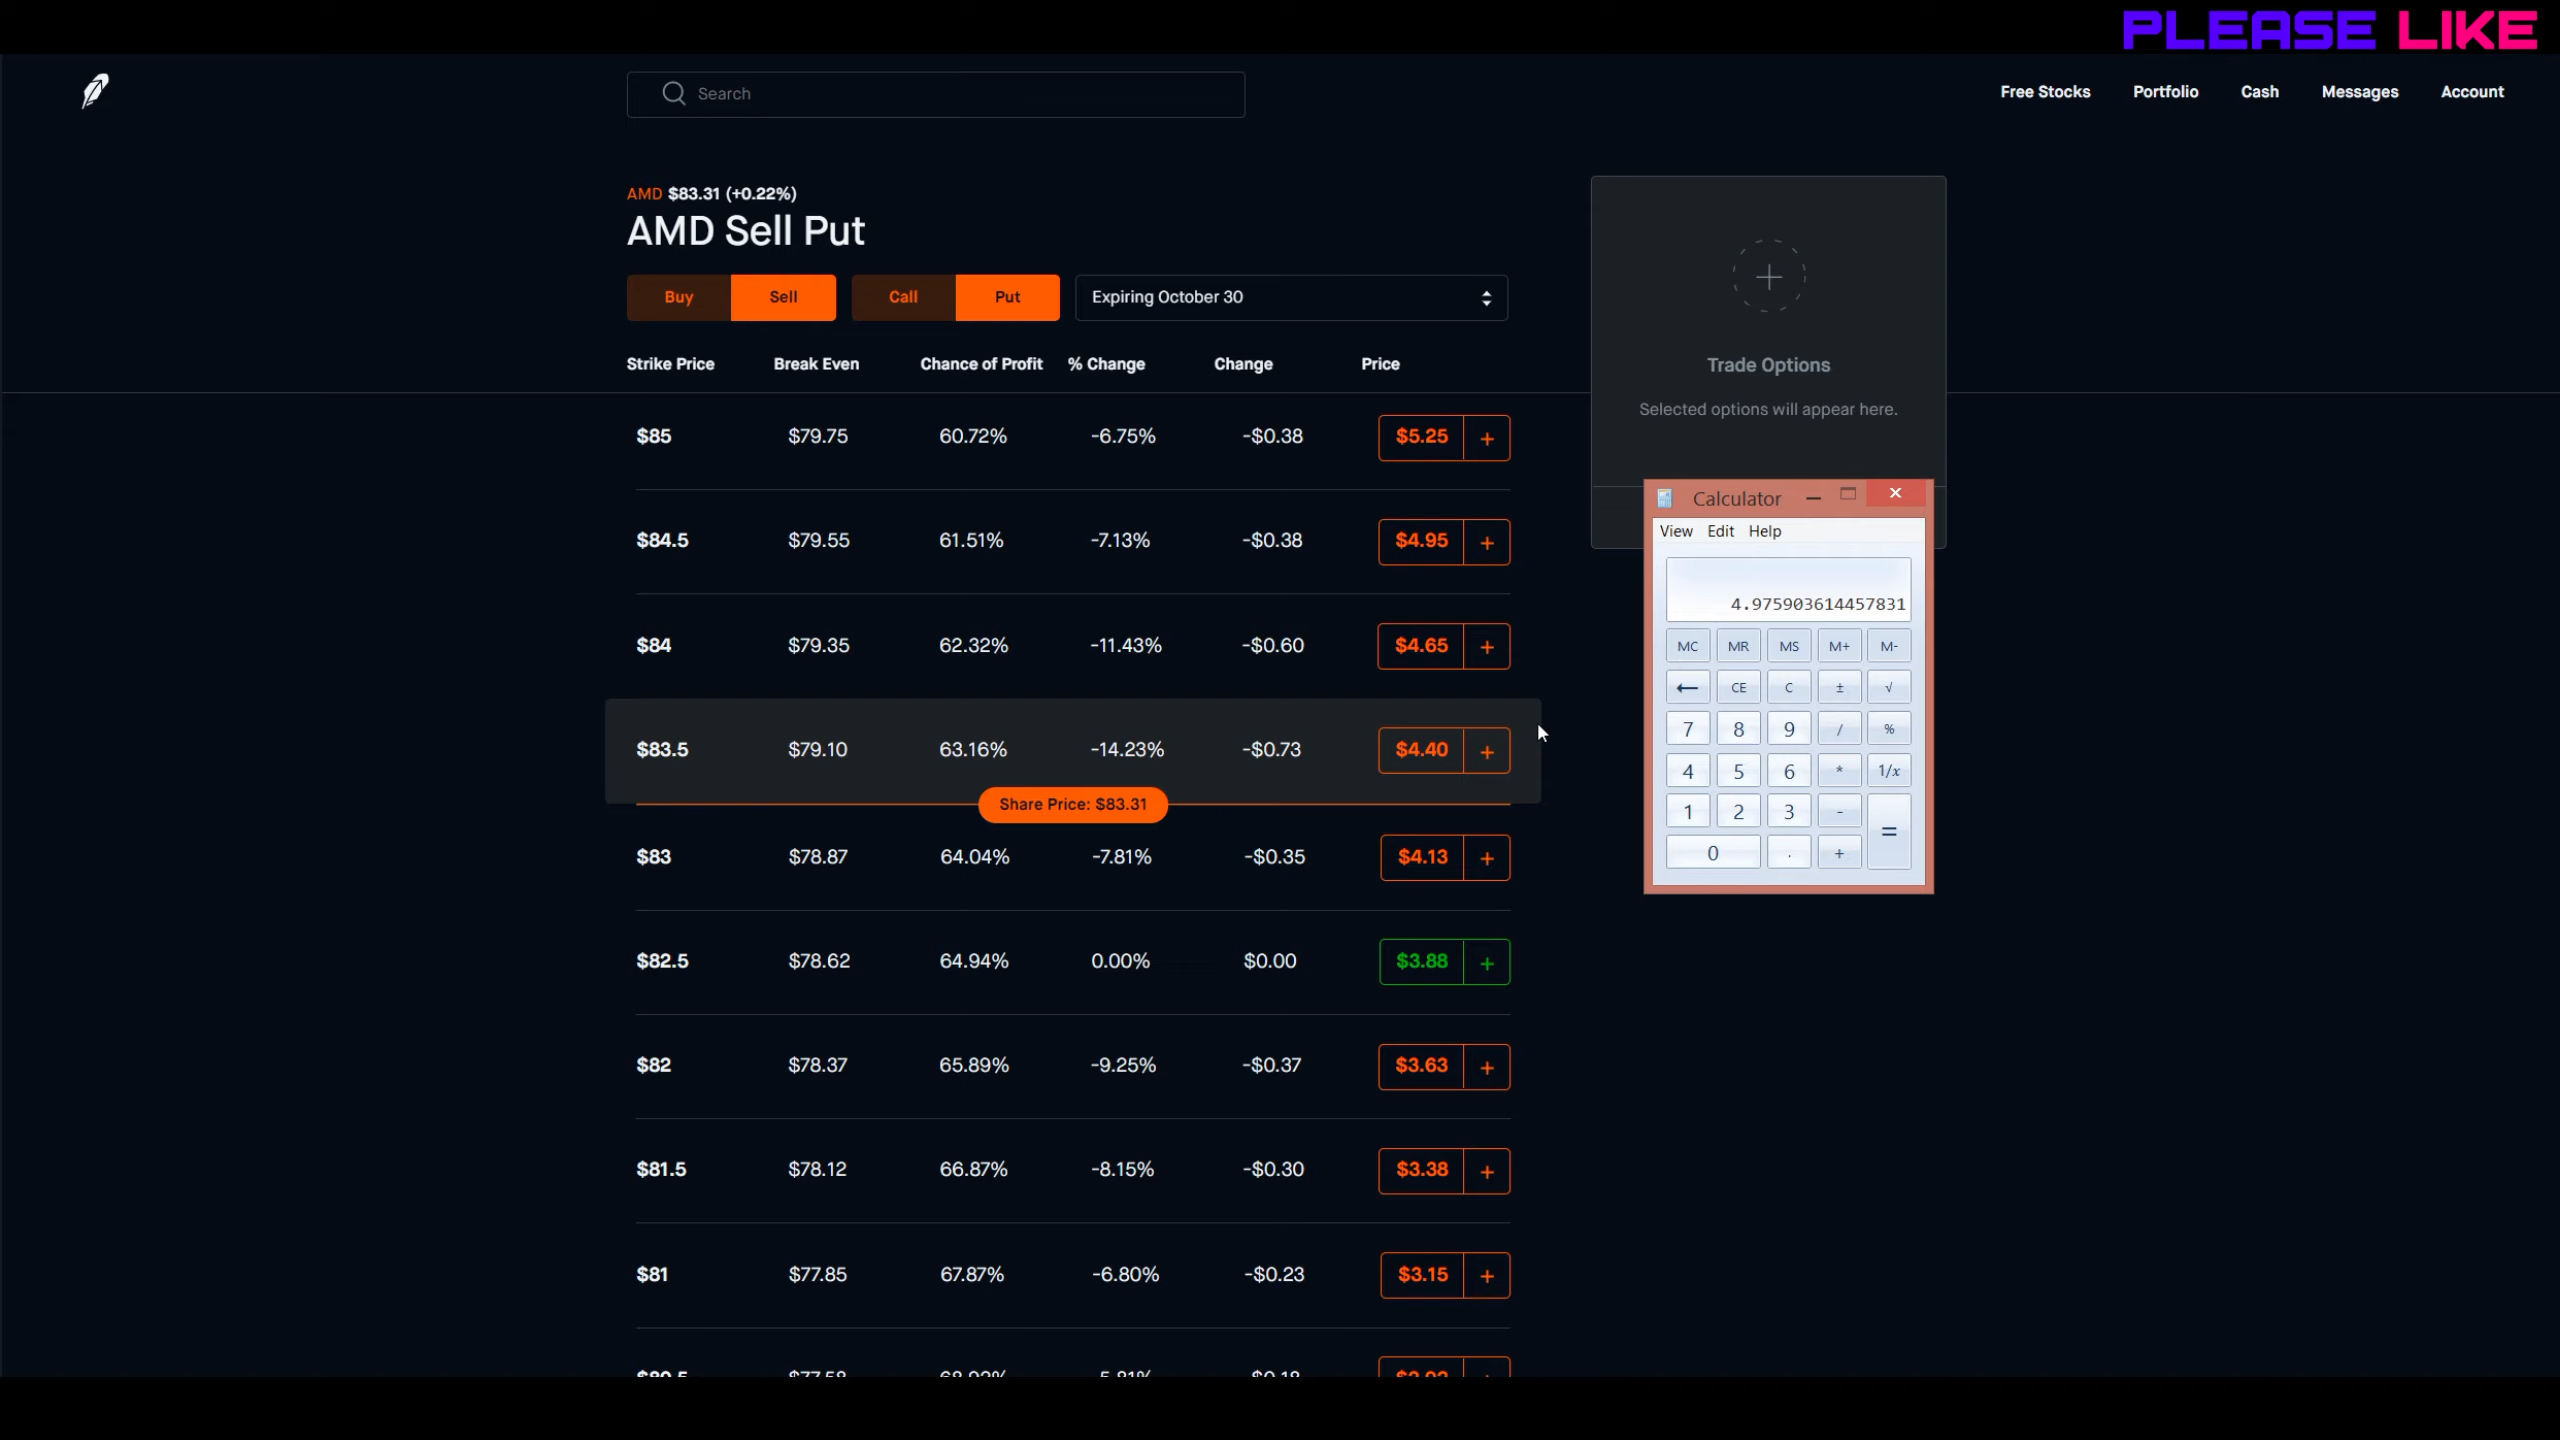 PLEASE LIKE
Search
Free Stocks Portfolio Cash Messages Account
AMD $83.31 (+0.22%)
AMD Sell Put
Buy Sell Call Put Expiring October 30
Strike Price Break Even Chance of Profit % Change Change Price
$85 $79.75 60.72% -6.75% -$0.38 $5.25 +
$84.5 $79.55 61.51% -7.13% -$0.38 $4.95 +
$84 $79.35 62.32% -11.43% -$0.60 $4.65 +
$83.5 $79.10 63.16% -14.23% -$0.73 $4.40 +
Share Price: $83.31
$83 $78.87 64.04% -7.81% -$0.35 $4.13 +
$82.5 $78.62 64.94% 0.00% $0.00 $3.88 +
$82 $78.37 65.89% -9.25% -$0.37 $3.63 +
$81.5 $78.12 66.87% -8.15% -$0.30 $3.38 +
$81 $77.85 67.87% -6.80% -$0.23 $3.15 +
Trade Options
Selected options will appear here.
Calculator
View Edit Help
4.975903614457831
MC MR MS M+ M-
← CE C ± √
7 8 9 / %
4 5 6 * 1/x
1 2 3 - =
0 . +